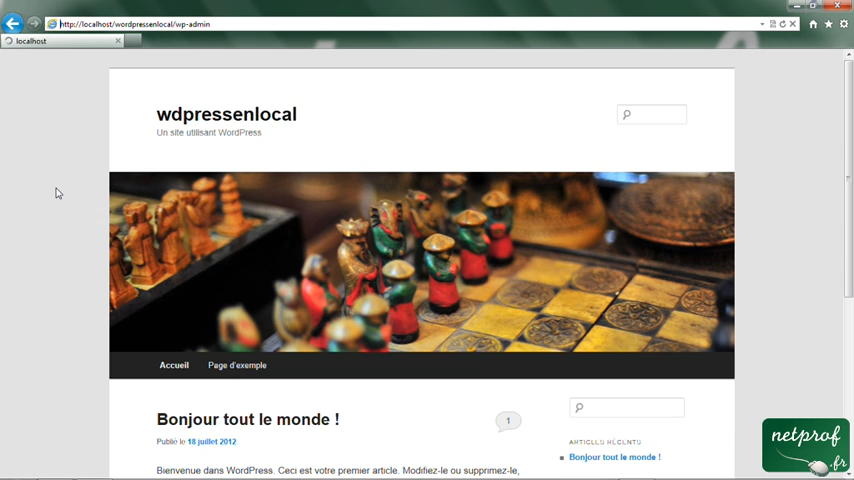 http://localhost/wordpressenlocal/wp-admin
localhost
wdpressenlocal
Un site utilisant WordPress
Accueil Page d'exemple
Bonjour tout le monde !
1
Publié le 18 juillet 2012
Bienvenue dans WordPress. Ceci est votre premier article. Modifiez-le ou supprimez-le,
ARTICLES RÉCENTS
Bonjour tout le monde !
netprof
.fr